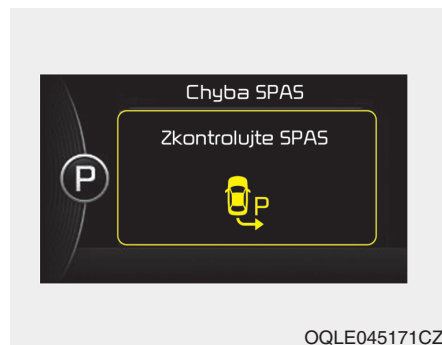 Chyba SPAS
Zkontrolujte SPAS
P
P
OQLE045171CZ